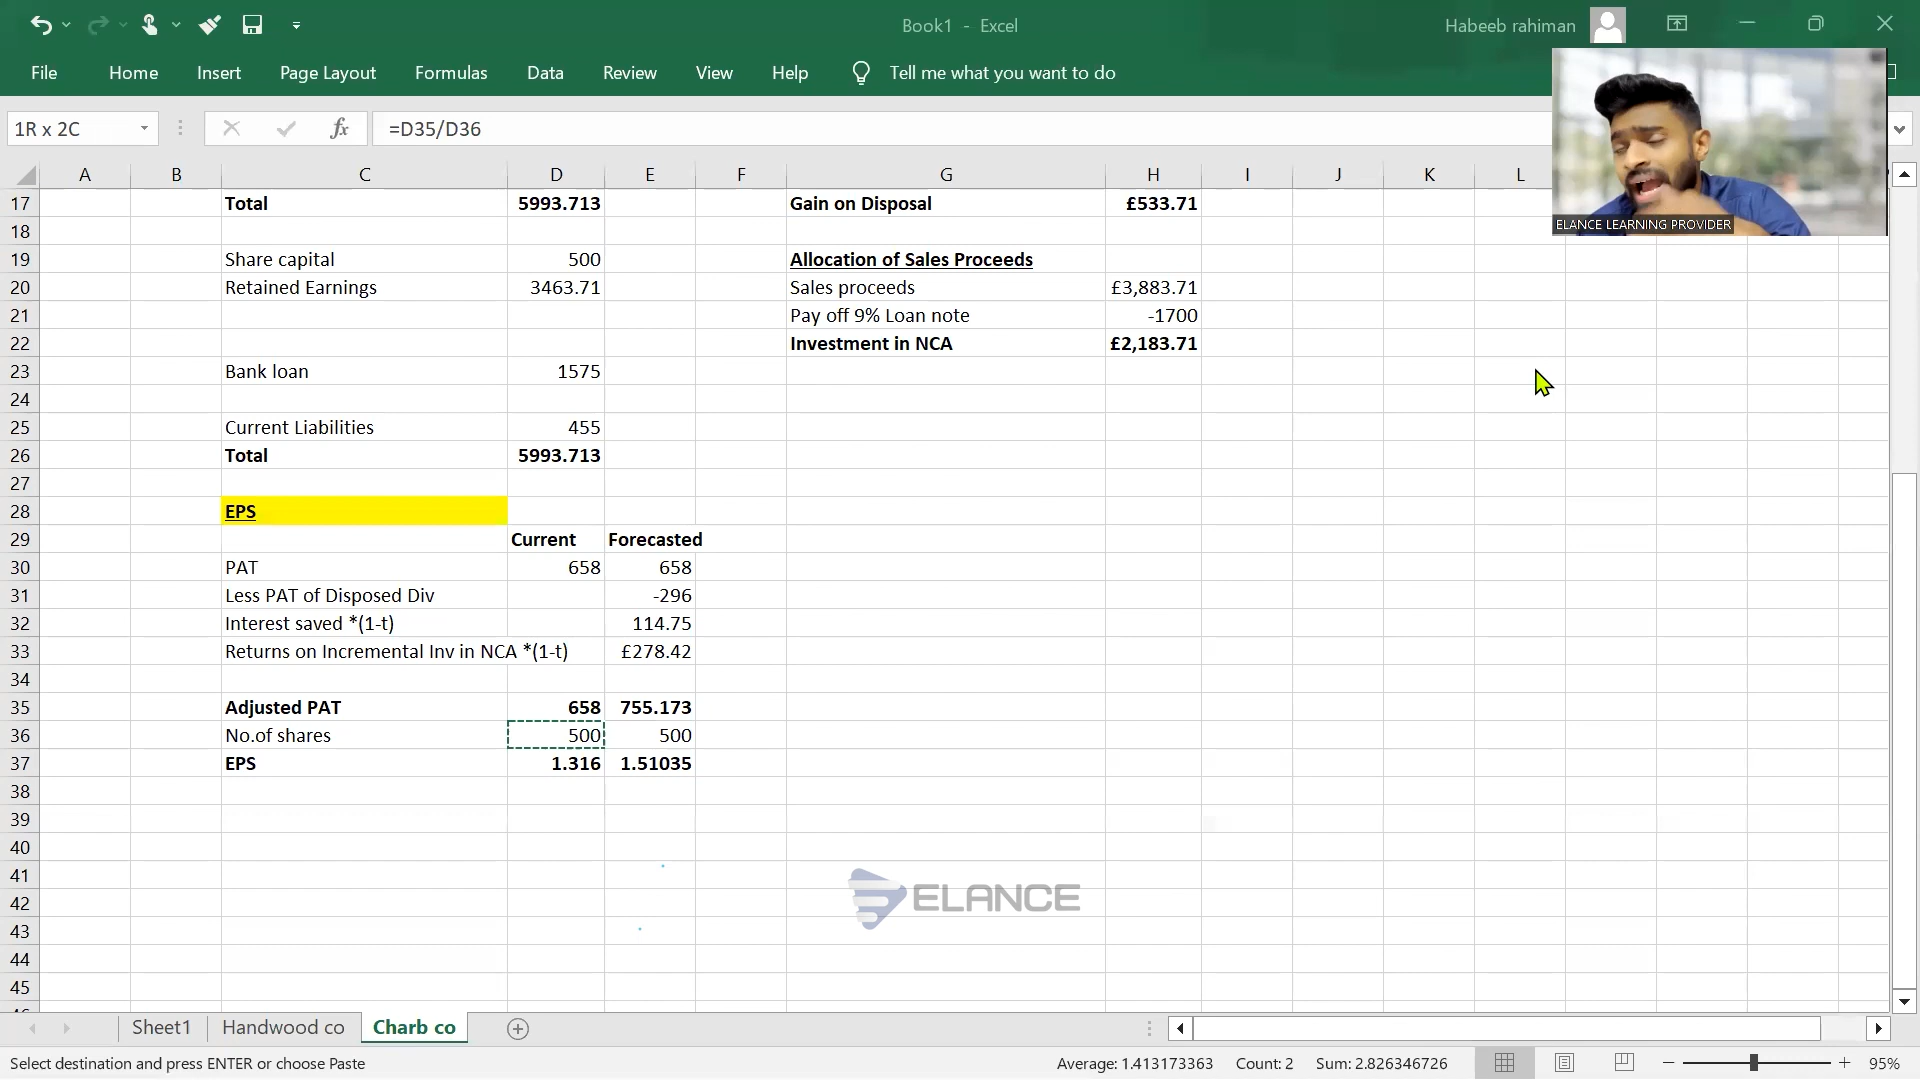 Book1 - Excel
Habeeb rahiman
File Home Insert Page Layout Formulas Data Review View Help Tell me what you want to do
1R x 2C
fx
=D35/D36
ELANCE LEARNING PROVIDER
A B C D E F G H I J K L
17 Total 5993.713 Gain on Disposal £533.71
18
19 Share capital 500 Allocation of Sales Proceeds
20 Retained Earnings 3463.71 Sales proceeds £3,883.71
21 Pay off 9% Loan note -1700
22 Investment in NCA £2,183.71
23 Bank loan 1575
24
25 Current Liabilities 455
26 Total 5993.713
27
28 EPS
29 Current Forecasted
30 PAT 658 658
31 Less PAT of Disposed Div -296
32 Interest saved *(1-t) 114.75
33 Returns on Incremental Inv in NCA *(1-t) £278.42
34
35 Adjusted PAT 658 755.173
36 No.of shares 500 500
37 EPS 1.316 1.51035
38
39
40
41
42 ELANCE
43
44
45
Sheet1 Handwood co Charb co
Select destination and press ENTER or choose Paste
Average: 1.413173363 Count: 2 Sum: 2.826346726
95%